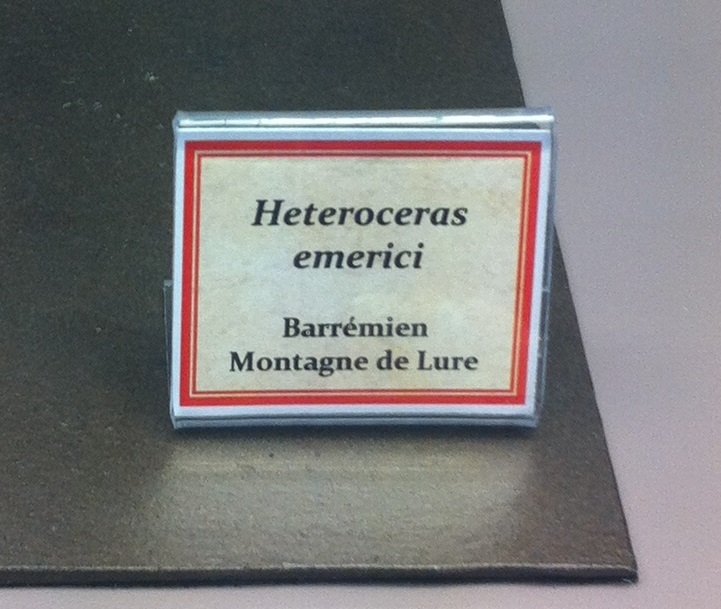 Heteroceras
emerici
Barrémien
Montagne de Lure